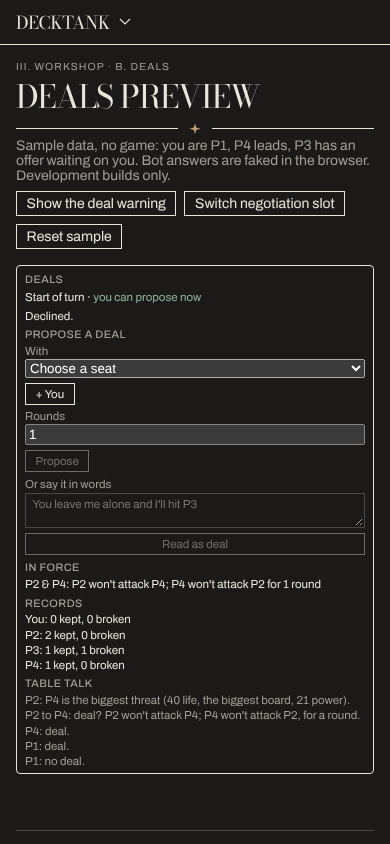 DECKTANK
III. WORKSHOP · B. DEALS
DEALS PREVIEW
Sample data, no game: you are P1, P4 leads, P3 has an
offer waiting on you. Bot answers are faked in the browser.
Development builds only.
Show the deal warning
Switch negotiation slot
Reset sample
DEALS
Start of turn · you can propose now
Declined.
PROPOSE A DEAL
With
Choose a seat
+ You
Rounds
1
Propose
Or say it in words
You leave me alone and I'll hit P3
Read as deal
IN FORCE
P2 & P4: P2 won't attack P4; P4 won't attack P2 for 1 round
RECORDS
You: 0 kept, 0 broken
P2: 2 kept, 0 broken
P3: 1 kept, 1 broken
P4: 1 kept, 0 broken
TABLE TALK
P2: P4 is the biggest threat (40 life, the biggest board, 21 power).
P2 to P4: deal? P2 won't attack P4; P4 won't attack P2, for a round.
P4: deal.
P1: deal.
P1: no deal.